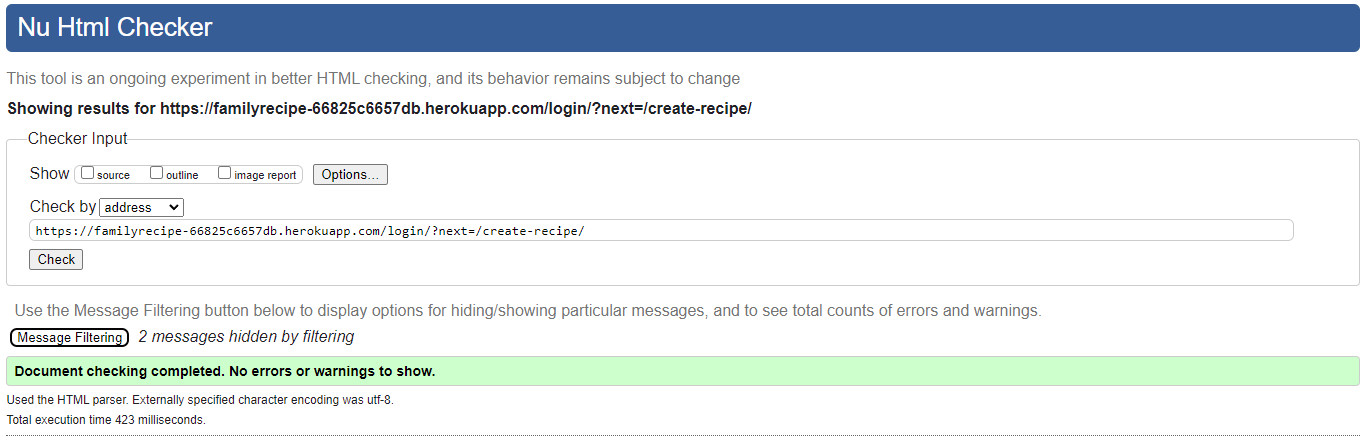 Nu Html Checker
This tool is an ongoing experiment in better HTML checking, and its behavior remains subject to change
Showing results for https://familyrecipe-66825c6657db.herokuapp.com/login/?next=/create-recipe/
Checker Input
Show source outline image report Options...
Check by address
https://familyrecipe-66825c6657db.herokuapp.com/login/?next=/create-recipe/
Check
Use the Message Filtering button below to display options for hiding/showing particular messages, and to see total counts of errors and warnings.
Message Filtering 2 messages hidden by filtering
Document checking completed. No errors or warnings to show.
Used the HTML parser. Externally specified character encoding was utf-8.
Total execution time 423 milliseconds.